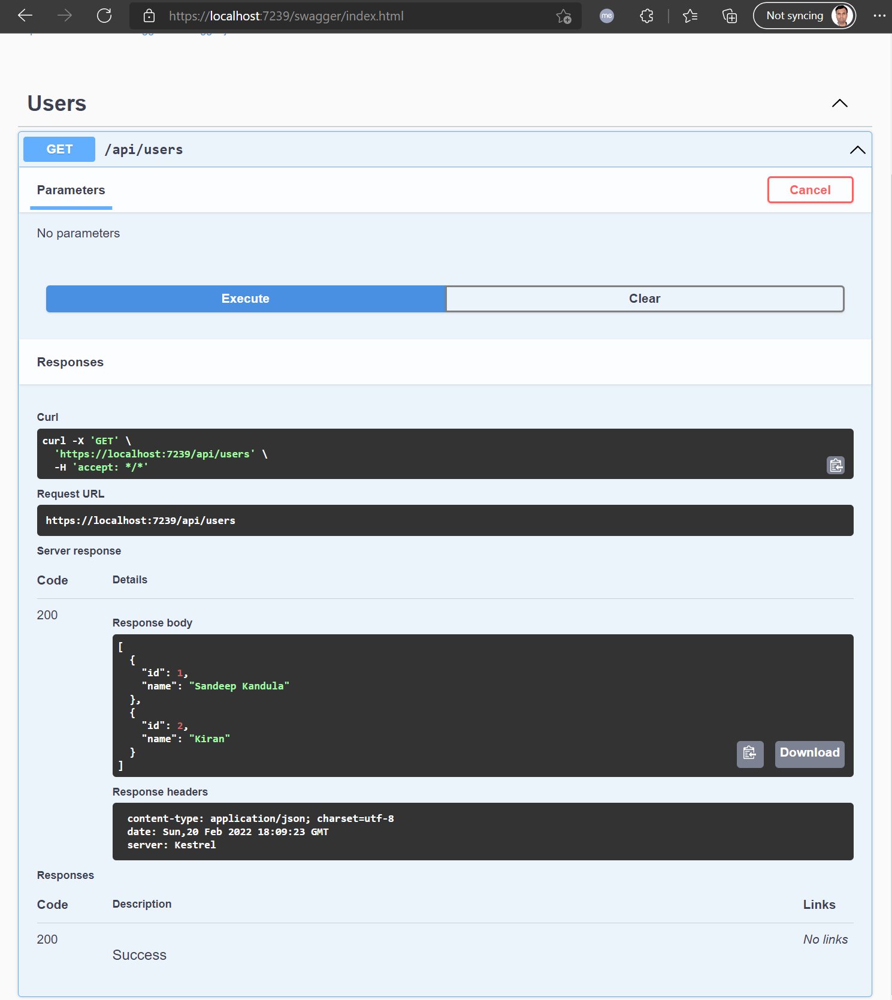 https://localhost:7239/swagger/index.html
me
Not syncing
Users
GET /api/users
Parameters
Cancel
No parameters
Execute
Clear
Responses
Curl
curl -X 'GET' \
'https://localhost:7239/api/users' \
-H 'accept: */*'
Request URL
https://localhost:7239/api/users
Server response
Code Details
200
Response body
[
{
"id": 1,
"name": "Sandeep Kandula"
},
{
"id": 2,
"name": "Kiran"
}
]
Download
Response headers
content-type: application/json; charset=utf-8
date: Sun,20 Feb 2022 18:09:23 GMT
server: Kestrel
Responses
Code Description Links
200
Success
No links